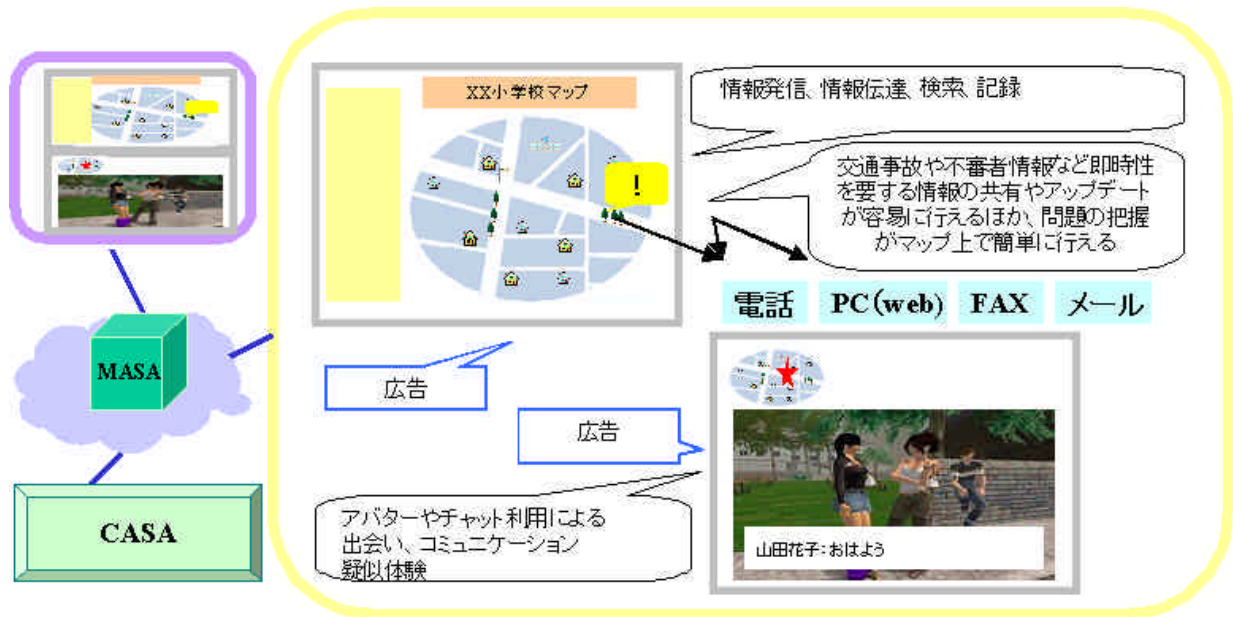 XX小学校マップ
!
情報発信、情報伝達、検索、記録
交通事故や不審者情報など即時性
を要する情報の共有やアップデート
が容易に行えるほか、問題の把握
がマップ上で簡単に行える
電話
PC(web)
FAX
メール
MASA
広告
広告
CASA
アバターやチャット利用による
出会い、コミュニケーション
疑似体験
山田花子:おはよう